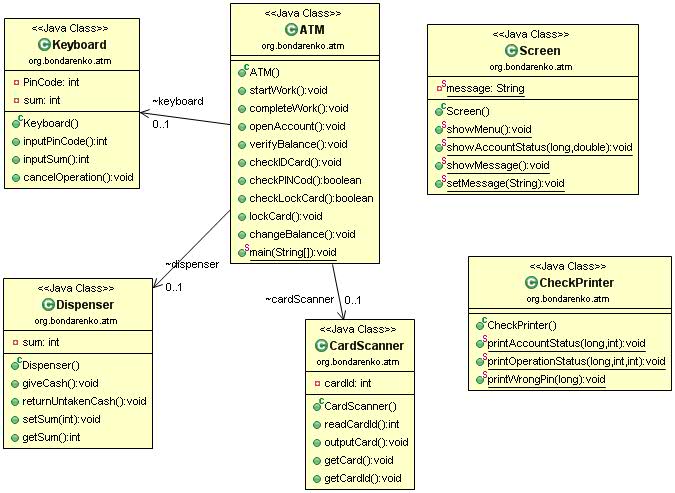 <<Java Class>>
Keyboard
org.bondarenko.atm
PinCode: int
sum: int
Keyboard()
inputPinCode():int
inputSum():int
cancelOperation():void
~keyboard
0..1
<<Java Class>>
ATM
org.bondarenko.atm
ATM()
startWork():void
completeWork():void
openAccount():void
verifyBalance():void
checkIDCard():void
checkPINCod():boolean
checkLockCard():boolean
lockCard():void
changeBalance():void
main(String[]):void
<<Java Class>>
Screen
org.bondarenko.atm
message: String
Screen()
showMenu():void
showAccountStatus(long,double):void
showMessage():void
setMessage(String):void
~dispenser
0..1
<<Java Class>>
Dispenser
org.bondarenko.atm
sum: int
Dispenser()
giveCash():void
returnUntakenCash():void
setSum(int):void
getSum():int
~cardScanner
0..1
<<Java Class>>
CardScanner
org.bondarenko.atm
cardId: int
CardScanner()
readCardId():int
outputCard():void
getCard():void
getCardId():void
<<Java Class>>
CheckPrinter
org.bondarenko.atm
CheckPrinter()
printAccountStatus(long,int):void
printOperationStatus(long,int,int):void
printWrongPin(long):void